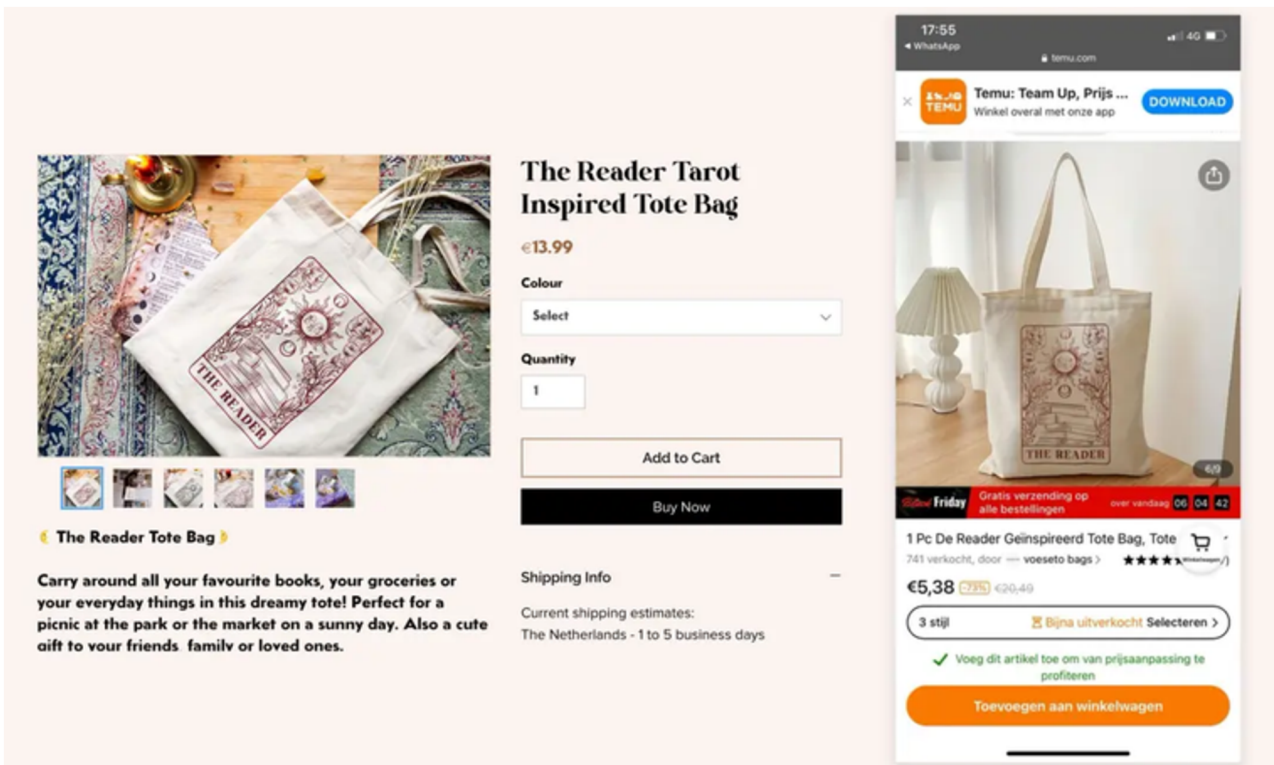 The Reader Tarot
Inspired Tote Bag
€13.99
Colour
Select
Quantity
1
Add to Cart
Buy Now
Shipping Info
Current shipping estimates:
The Netherlands - 1 to 5 business days
THE READER
The Reader Tote Bag
Carry around all your favourite books, your groceries or
your everyday things in this dreamy tote! Perfect for a
picnic at the park or the market on a sunny day. Also a cute
gift to your friends family or loved ones.
17:55
4G
WhatsApp
temu.com
TEMU
Temu: Team Up, Prijs ...
Winkel overal met onze app
DOWNLOAD
THE READER
6/9
Friday
Gratis verzending op
alle bestellingen
over vandaag 06 04 42
1 Pc De Reader Geïnspireerd Tote Bag, Tote
741 verkocht, door voeseto bags
€5,38 -73% €20,49
3 stijl
Bijna uitverkocht Selecteren
Voeg dit artikel toe om van prijsaanpassing te
profiteren
Toevoegen aan winkelwagen